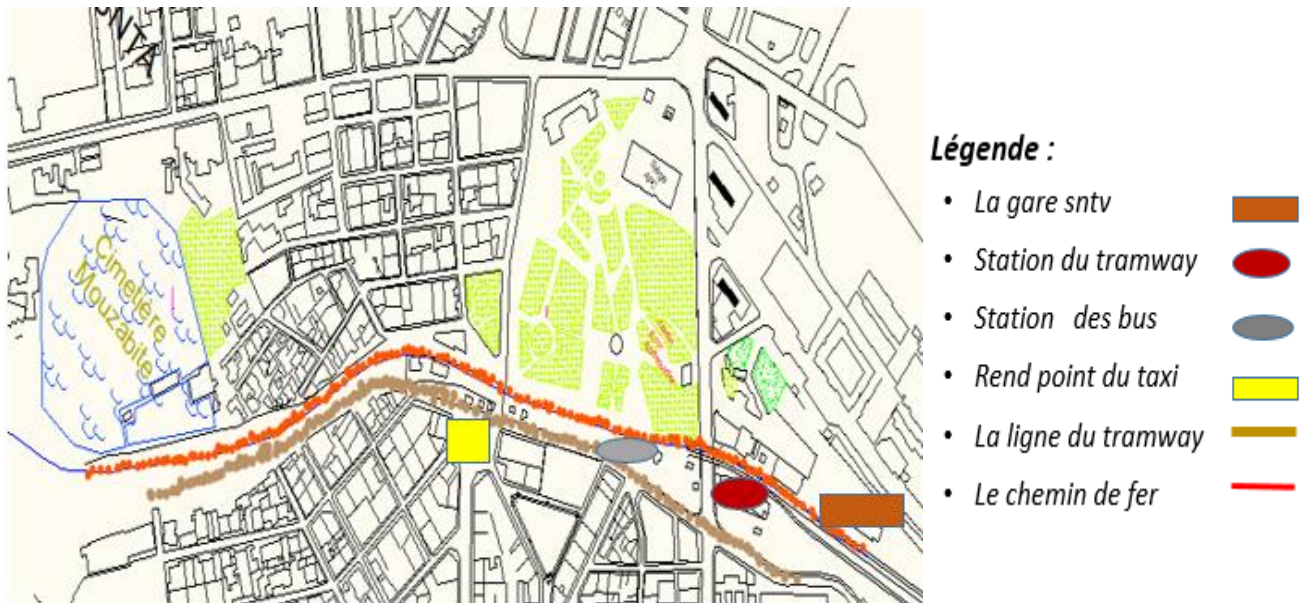 Cimetière
Mouzabite
Légende :
• La gare sntv
• Station du tramway
• Station des bus
• Rend point du taxi
• La ligne du tramway
• Le chemin de fer